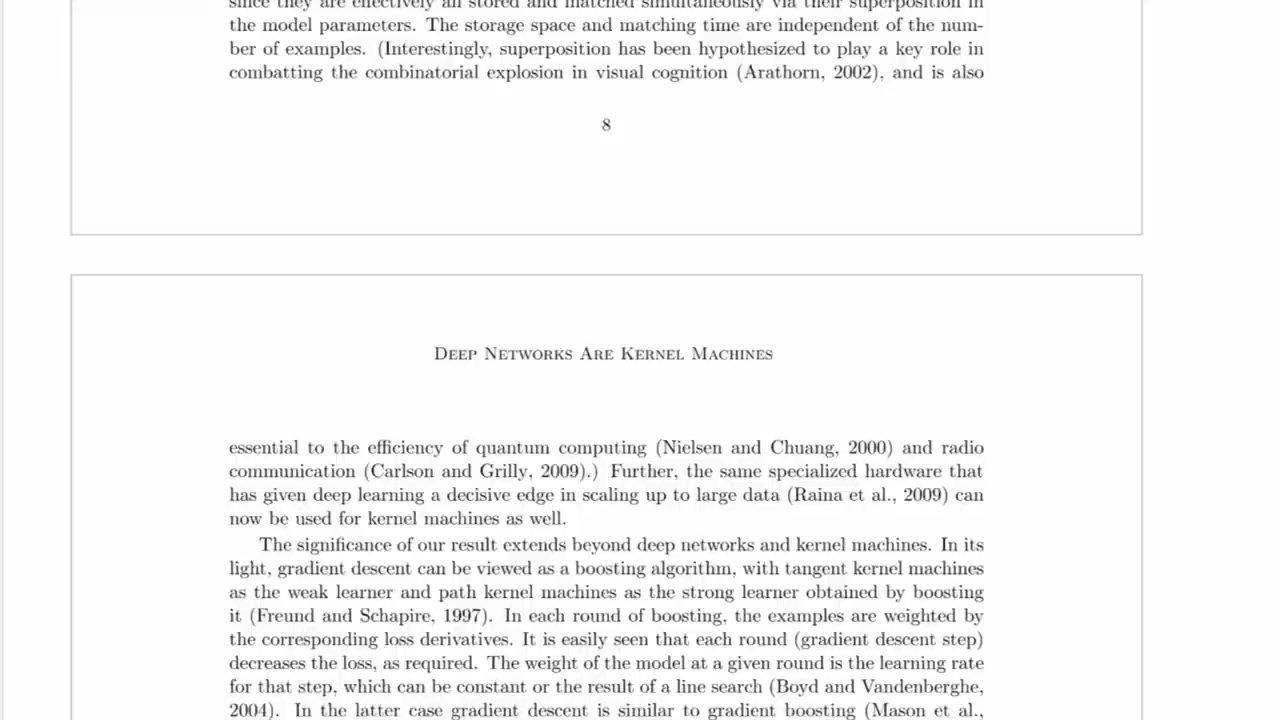 since they are effectively all stored and matched simultaneously via their superposition in
the model parameters. The storage space and matching time are independent of the num-
ber of examples. (Interestingly, superposition has been hypothesized to play a key role in
combatting the combinatorial explosion in visual cognition (Arathorn, 2002), and is also
8
Deep Networks Are Kernel Machines
essential to the efficiency of quantum computing (Nielsen and Chuang, 2000) and radio
communication (Carlson and Grilly, 2009).) Further, the same specialized hardware that
has given deep learning a decisive edge in scaling up to large data (Raina et al., 2009) can
now be used for kernel machines as well.
The significance of our result extends beyond deep networks and kernel machines. In its
light, gradient descent can be viewed as a boosting algorithm, with tangent kernel machines
as the weak learner and path kernel machines as the strong learner obtained by boosting
it (Freund and Schapire, 1997). In each round of boosting, the examples are weighted by
the corresponding loss derivatives. It is easily seen that each round (gradient descent step)
decreases the loss, as required. The weight of the model at a given round is the learning rate
for that step, which can be constant or the result of a line search (Boyd and Vandenberghe,
2004). In the latter case gradient descent is similar to gradient boosting (Mason et al.,